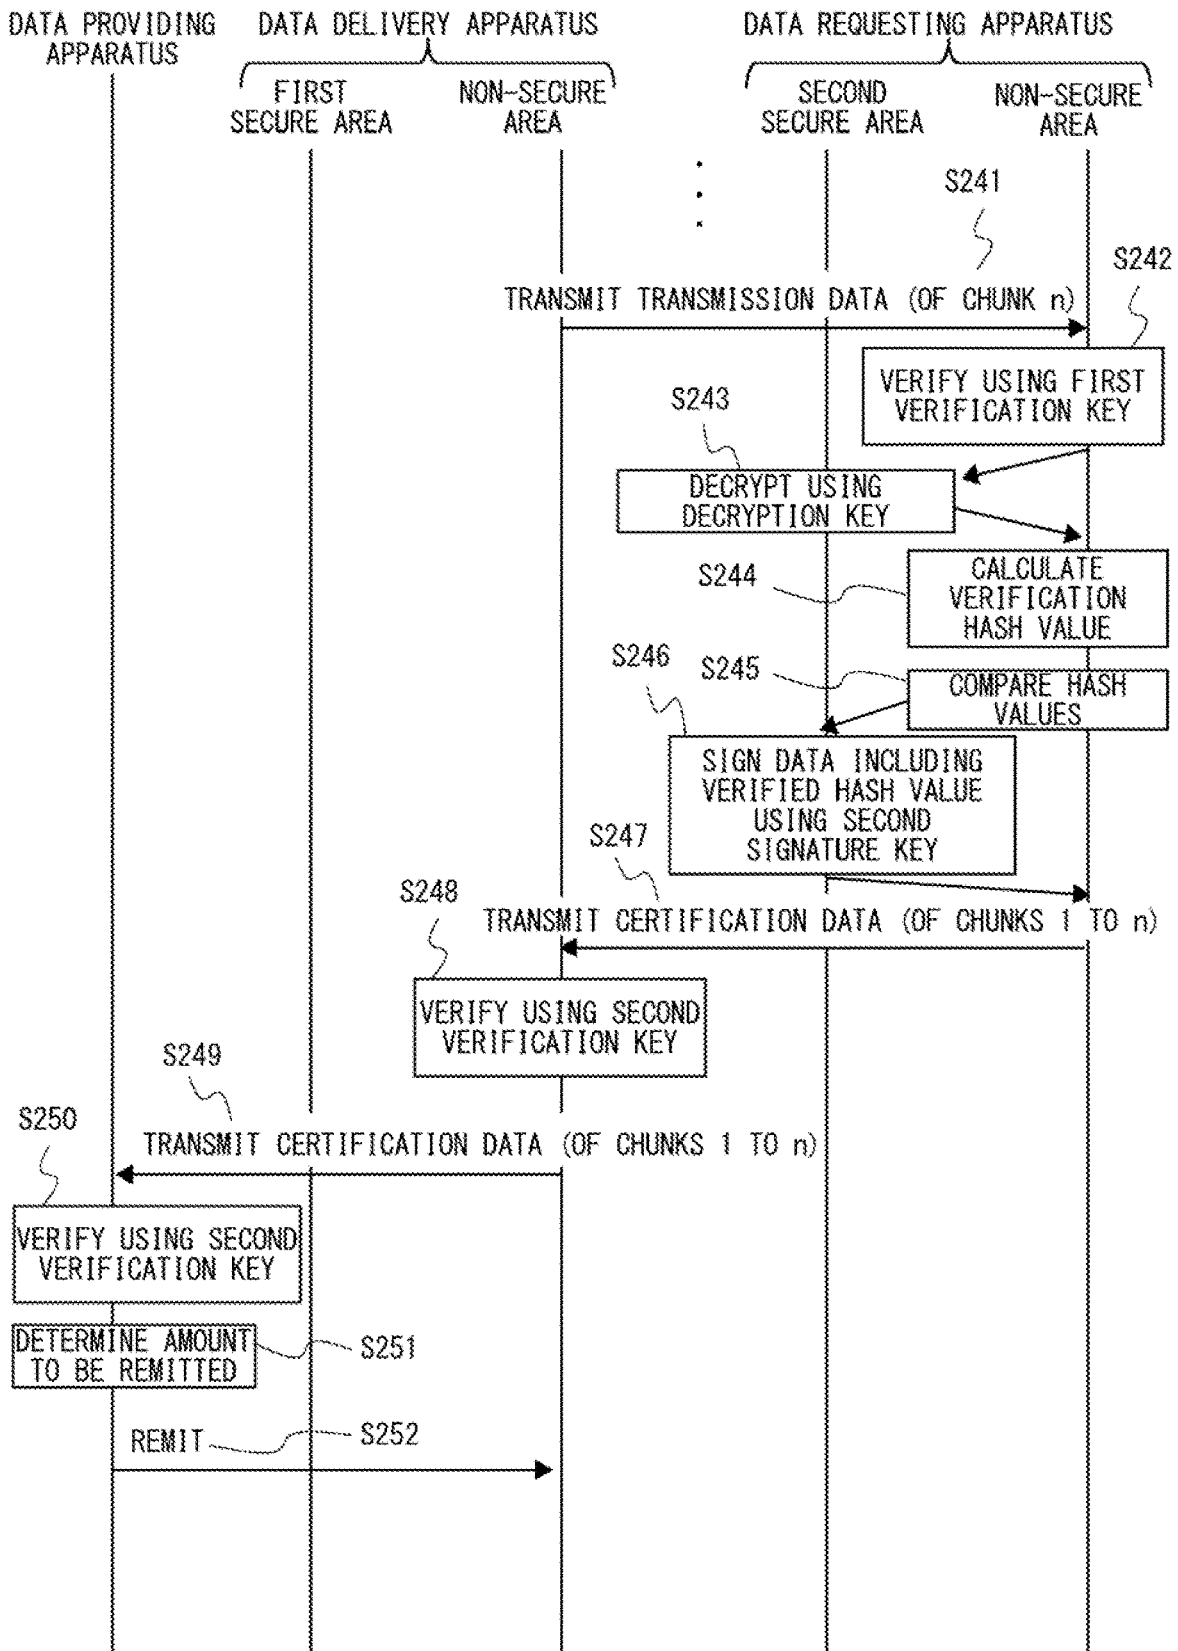 DATA PROVIDING
APPARATUS
DATA DELIVERY APPARATUS
DATA REQUESTING APPARATUS
FIRST
SECURE AREA
NON-SECURE
AREA
SECOND
SECURE AREA
NON-SECURE
AREA
S241
S242
TRANSMIT TRANSMISSION DATA (OF CHUNK n)
VERIFY USING FIRST
VERIFICATION KEY
S243
DECRYPT USING
DECRYPTION KEY
S244
CALCULATE
VERIFICATION
HASH VALUE
S246
S245
COMPARE HASH
VALUES
SIGN DATA INCLUDING
VERIFIED HASH VALUE
USING SECOND
SIGNATURE KEY
S247
S248
TRANSMIT CERTIFICATION DATA (OF CHUNKS 1 TO n)
VERIFY USING SECOND
VERIFICATION KEY
S249
S250
TRANSMIT CERTIFICATION DATA (OF CHUNKS 1 TO n)
VERIFY USING SECOND
VERIFICATION KEY
DETERMINE AMOUNT
TO BE REMITTED
S251
REMIT
S252